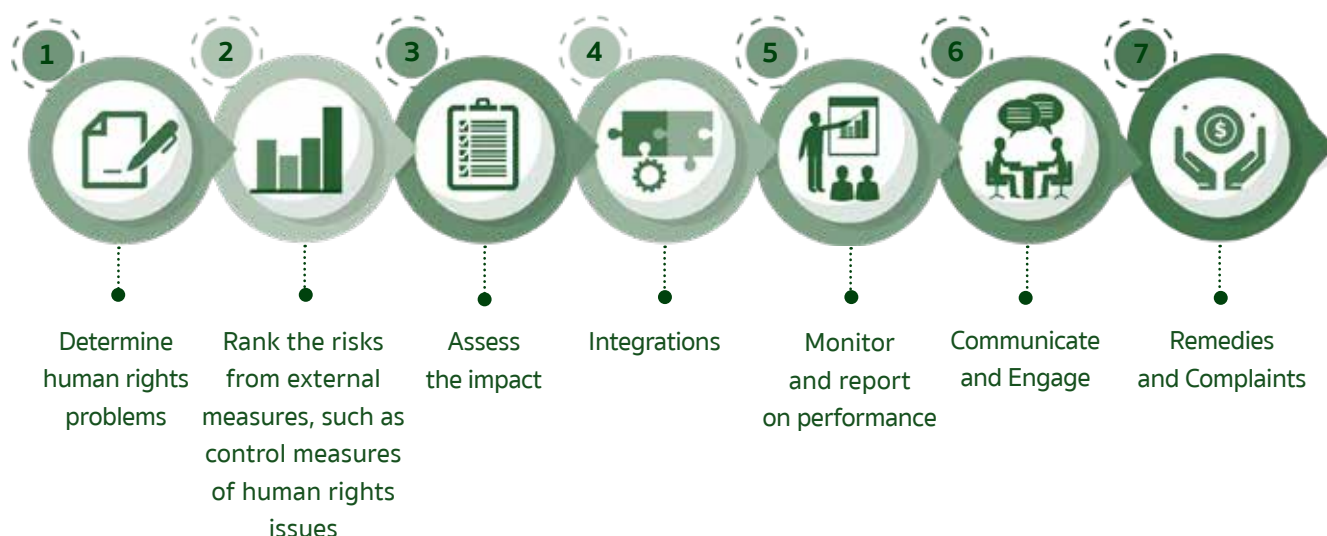 1
2
3
4
5
6
7
$
Determine
human rights
problems
Rank the risks
from external
measures, such as
control measures
of human rights
issues
Assess
the impact
Integrations
Monitor
and report
on performance
Communicate
and Engage
Remedies
and Complaints